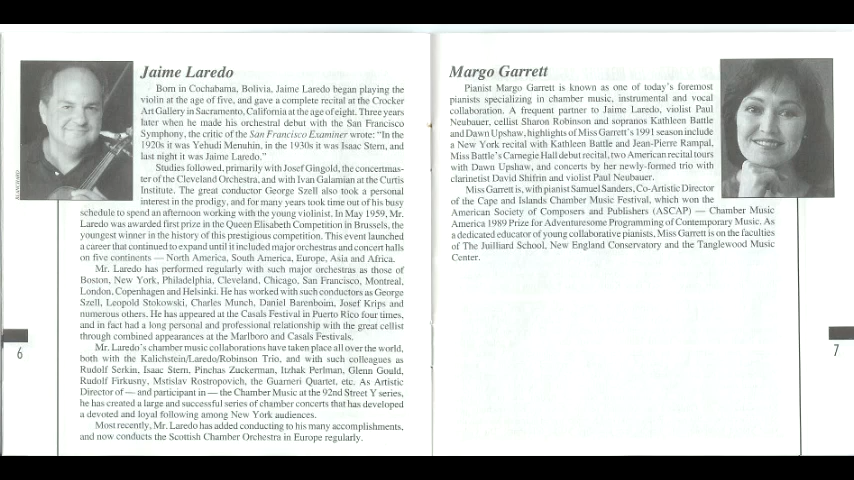 Jaime Laredo
Born in Cochabama, Bolivia, Jaime Laredo began playing the
violin at the age of five, and gave a complete recital at the Crocker
Art Gallery in Sacramento, California at the age of eight. Three years
later when he made his orchestral debut with the San Francisco
Symphony, the critic of the San Francisco Examiner wrote: "In the
1920s it was Yehudi Menuhin, in the 1930s it was Isaac Stern, and
last night it was Jaime Laredo."
Studies followed, primarily with Josef Gingold, the concertmas-
ter of the Cleveland Orchestra, and with Ivan Galamian at the Curtis
Institute. The great conductor George Szell also took a personal
interest in the prodigy, and for many years took time out of his busy
schedule to spend an afternoon working with the young violinist. In May 1959, Mr.
Laredo was awarded first prize in the Queen Elisabeth Competition in Brussels, the
youngest winner in the history of this prestigious competition. This event launched
a career that continued to expand until it included major orchestras and concert halls
on five continents — North America, South America, Europe, Asia and Africa.
Mr. Laredo has performed regularly with such major orchestras as those of
Boston, New York, Philadelphia, Cleveland, Chicago, San Francisco, Montreal,
London, Copenhagen and Helsinki. He has worked with such conductors as George
Szell, Leopold Stokowski, Charles Munch, Daniel Barenboim, Josef Krips and
numerous others. He has appeared at the Casals Festival in Puerto Rico four times,
and in fact had a long personal and professional relationship with the great cellist
through combined appearances at the Marlboro and Casals Festivals.
Mr. Laredo's chamber music collaborations have taken place all over the world,
both with the Kalichstein/Laredo/Robinson Trio, and with such colleagues as
Rudolf Serkin, Isaac Stern, Pinchas Zuckerman, Itzhak Perlman, Glenn Gould,
Rudolf Firkusny, Mstislav Rostropovich, the Guarneri Quartet, etc. As Artistic
Director of — and participant in — the Chamber Music at the 92nd Street Y series,
he has created a large and successful series of chamber concerts that has developed
a devoted and loyal following among New York audiences.
Most recently, Mr. Laredo has added conducting to his many accomplishments,
and now conducts the Scottish Chamber Orchestra in Europe regularly.
6
Margo Garrett
Pianist Margo Garrett is known as one of today's foremost
pianists specializing in chamber music, instrumental and vocal
collaboration. A frequent partner to Jaime Laredo, violist Paul
Neubauer, cellist Sharon Robinson and sopranos Kathleen Battle
and Dawn Upshaw, highlights of Miss Garrett's 1991 season include
a New York recital with Kathleen Battle and Jean-Pierre Rampal,
Miss Battle's Carnegie Hall debut recital, two American recital tours
with Dawn Upshaw, and concerts by her newly-formed trio with
clarinetist David Shifrin and violist Paul Neubauer.
Miss Garrett is, with pianist Samuel Sanders, Co-Artistic Director
of the Cape and Islands Chamber Music Festival, which won the
American Society of Composers and Publishers (ASCAP) — Chamber Music
America 1989 Prize for Adventuresome Programming of Contemporary Music. As
a dedicated educator of young collaborative pianists, Miss Garrett is on the faculties
of The Juilliard School, New England Conservatory and the Tanglewood Music
Center.
7